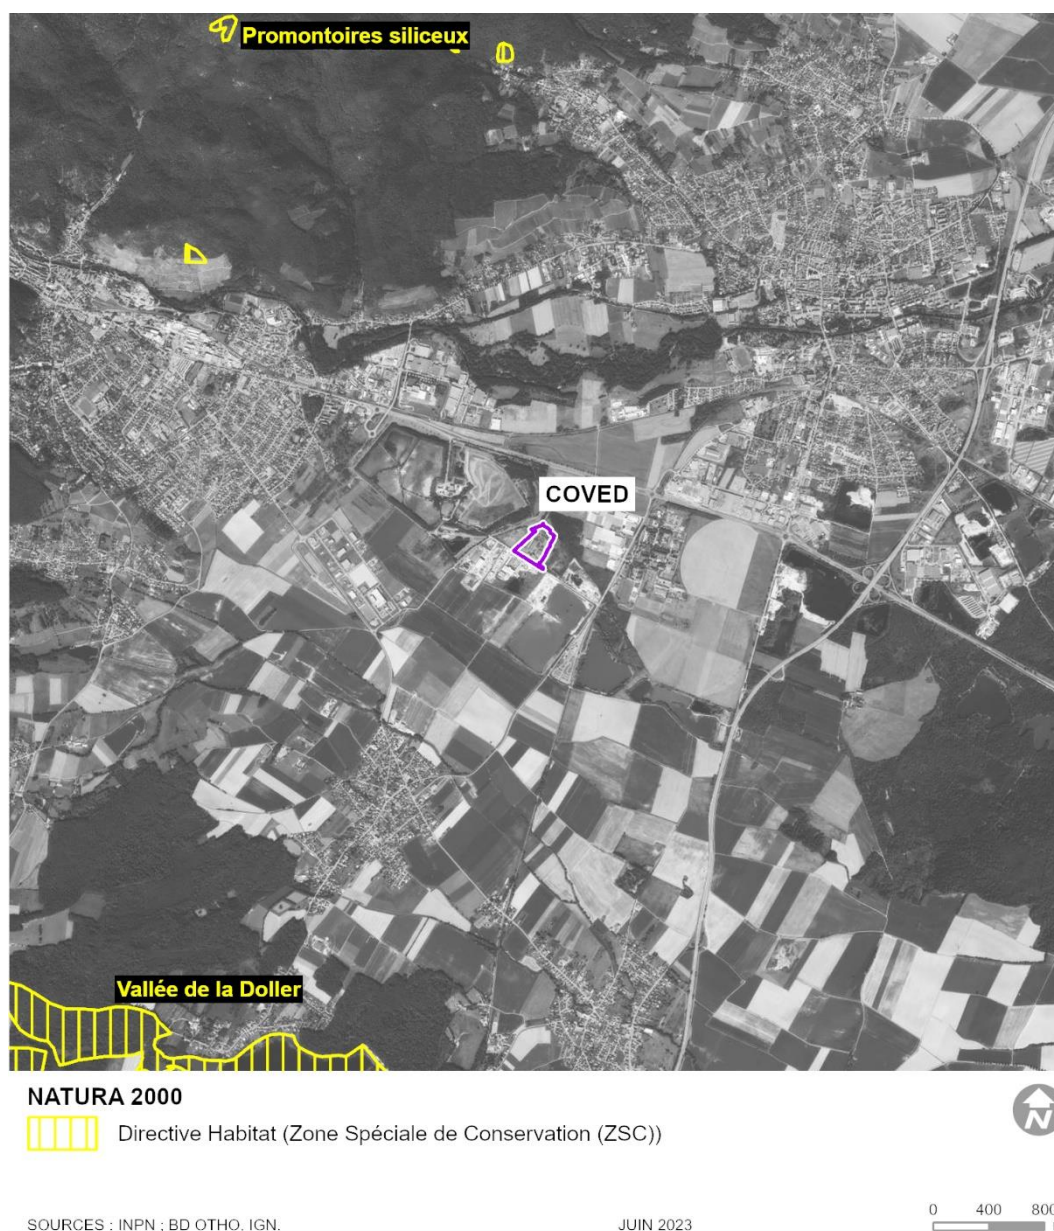 Promontoires siliceux
COVED
Vallée de la Doller
NATURA 2000
Directive Habitat (Zone Spéciale de Conservation (ZSC))
N
SOURCES : INPN ; BD OTHO. IGN.
JUIN 2023
0 400 800